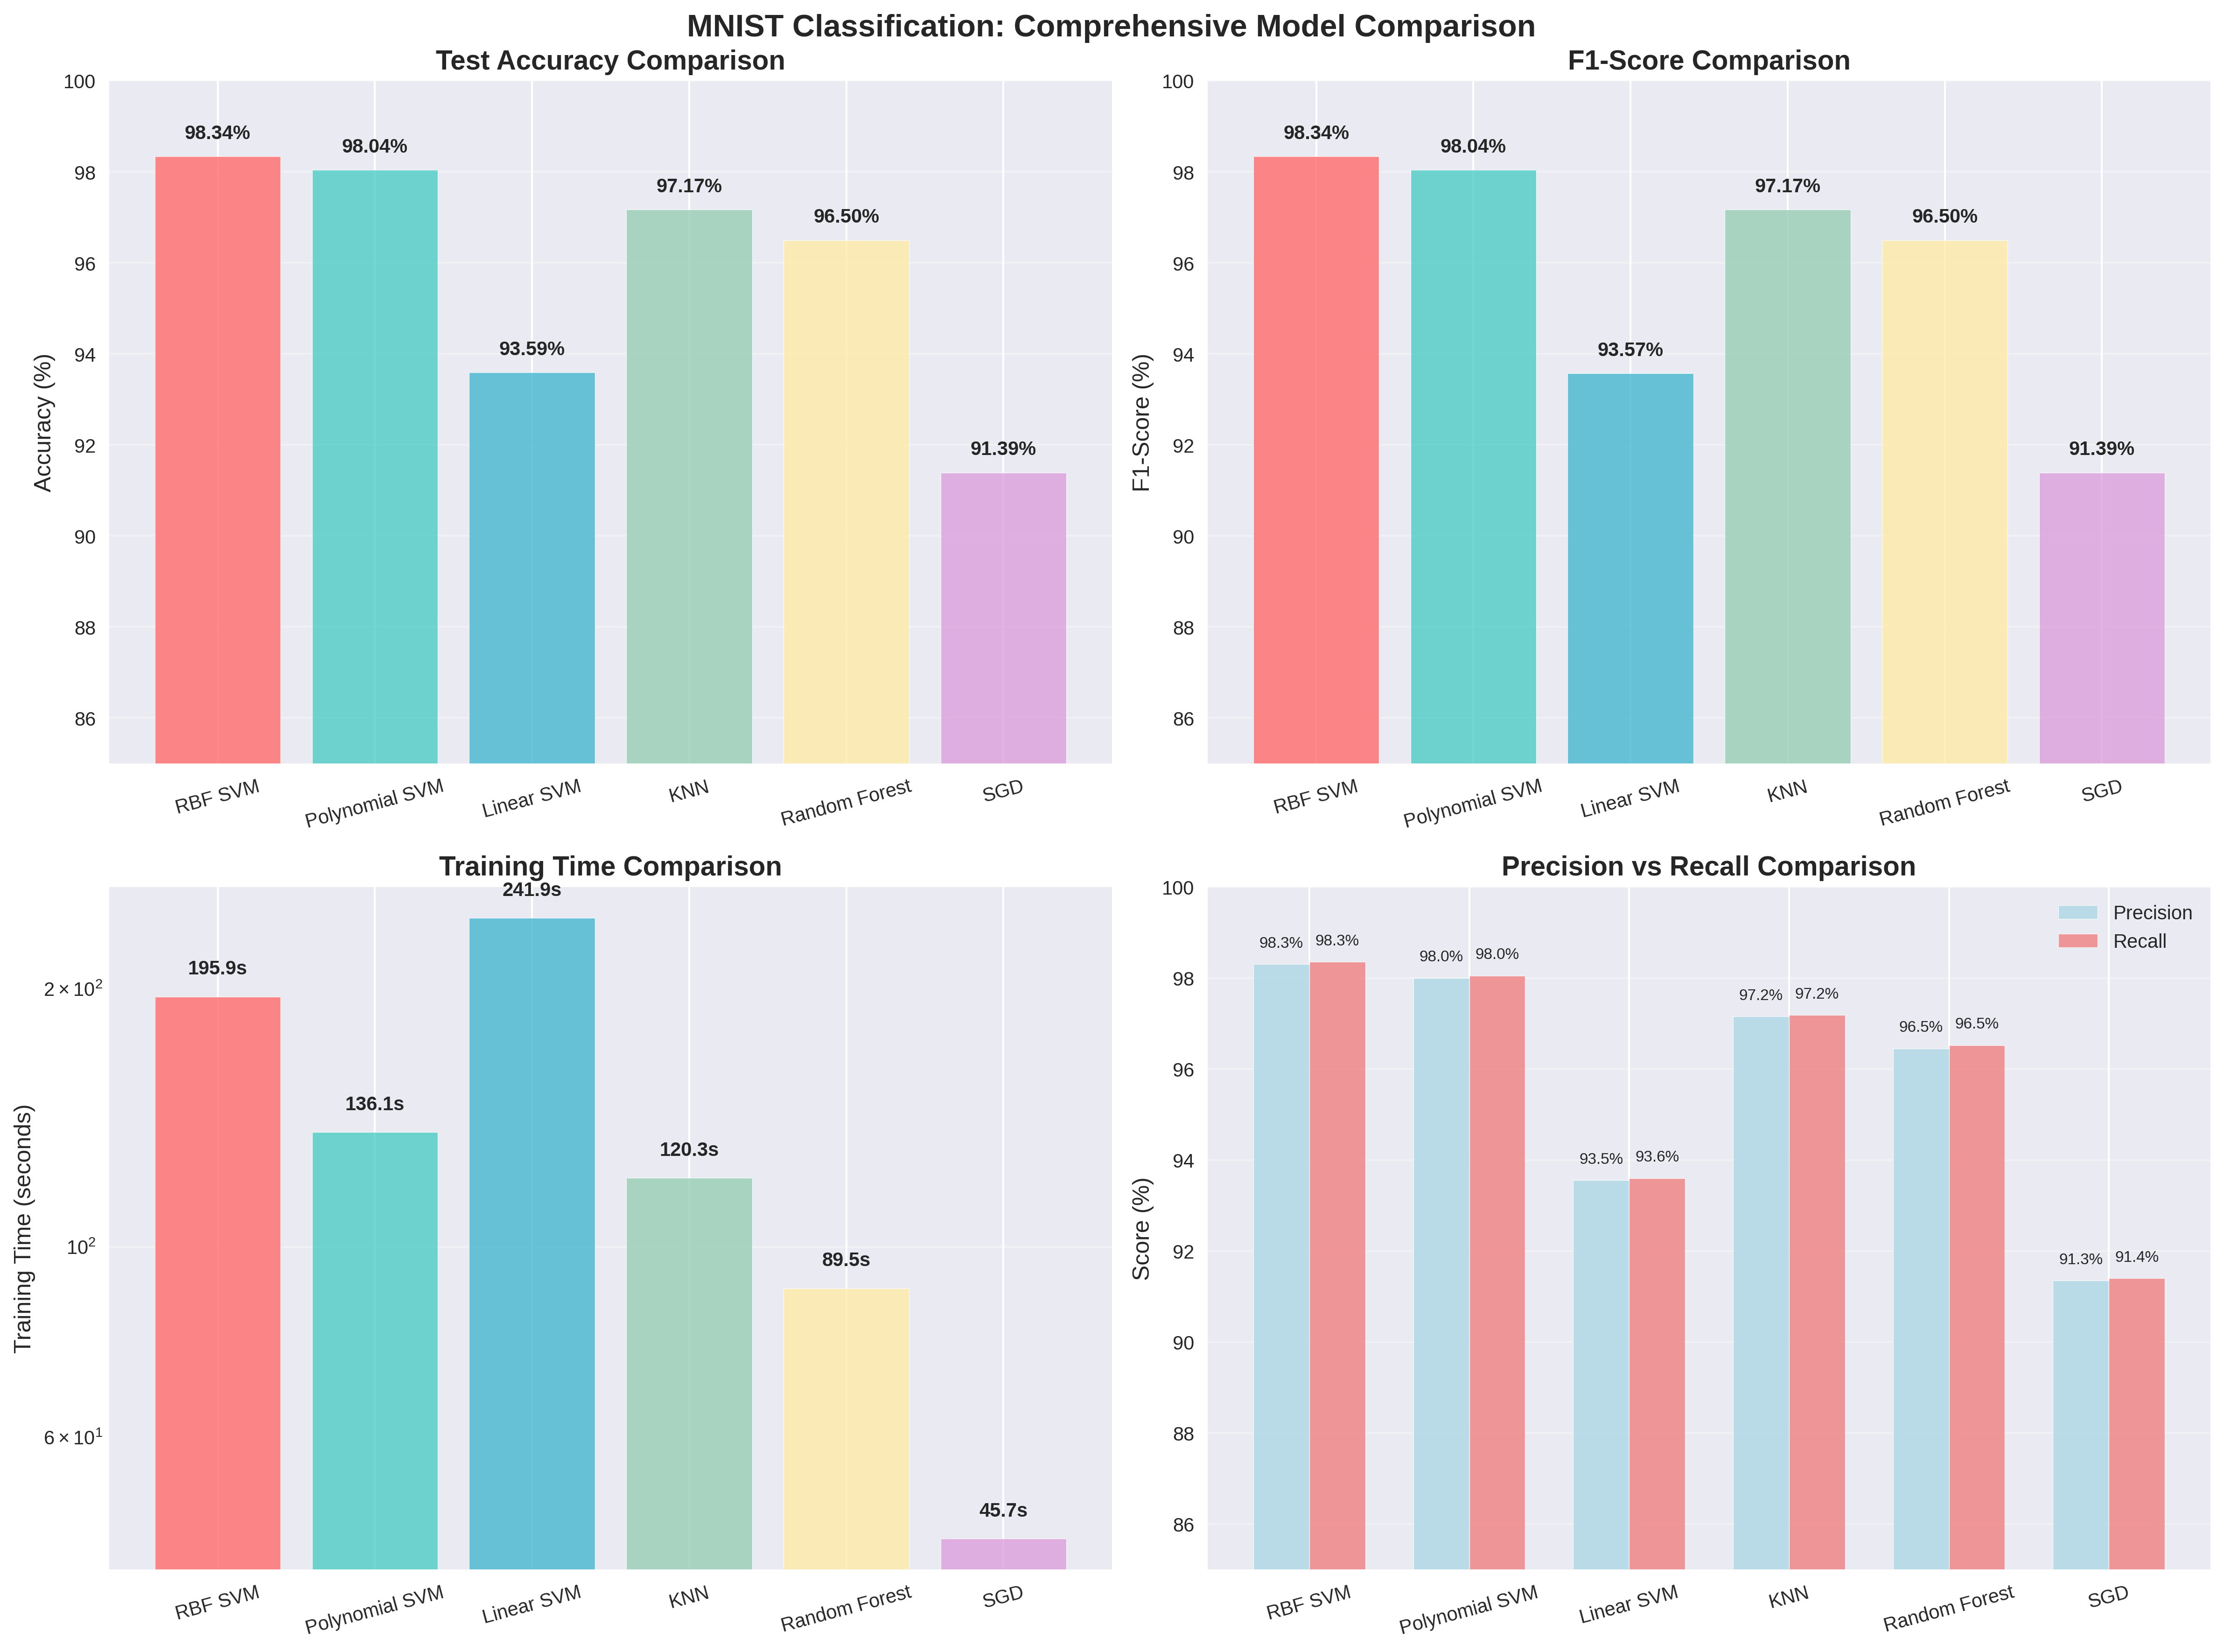 MNIST Classification: Comprehensive Model Comparison
Test Accuracy Comparison
100
98
96
94
92
90
88
86
Accuracy (%)
98.34%
98.04%
93.59%
97.17%
96.50%
91.39%
RBF SVM
Polynomial SVM
Linear SVM
KNN
Random Forest
SGD
F1-Score Comparison
100
98
96
94
92
90
88
86
F1-Score (%)
98.34%
98.04%
93.57%
97.17%
96.50%
91.39%
RBF SVM
Polynomial SVM
Linear SVM
KNN
Random Forest
SGD
Training Time Comparison
2 × 10²
10²
6 × 10¹
Training Time (seconds)
195.9s
136.1s
241.9s
120.3s
89.5s
45.7s
RBF SVM
Polynomial SVM
Linear SVM
KNN
Random Forest
SGD
Precision vs Recall Comparison
100
98
96
94
92
90
88
86
Score (%)
Precision
Recall
98.3% 98.3%
98.0% 98.0%
93.5% 93.6%
97.2% 97.2%
96.5% 96.5%
91.3% 91.4%
RBF SVM
Polynomial SVM
Linear SVM
KNN
Random Forest
SGD